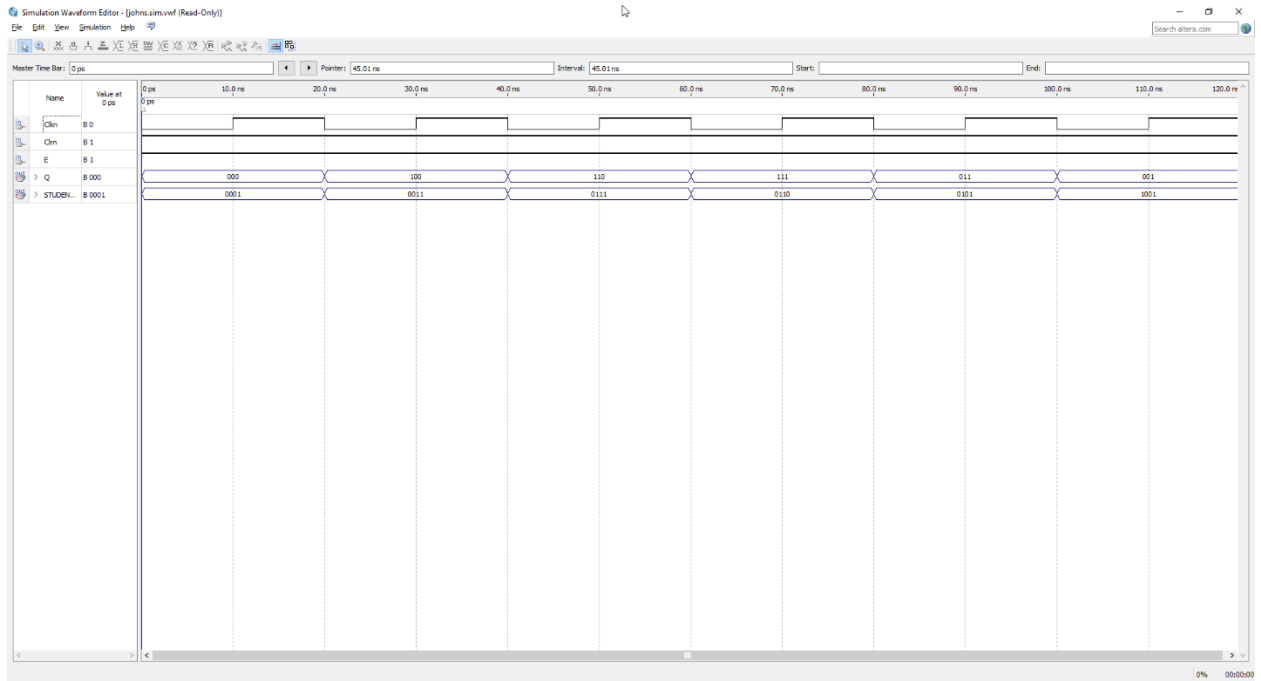 Simulation Waveform Editor - [johns.sim.vwf (Read-Only)]
File Edit View Simulation Help
Search altera.com
Master Time Bar: 0 ps Pointer: 45.01 ns Interval: 45.01 ns Start: End:
Name Value at 0 ps
0 ps 10.0 ns 20.0 ns 30.0 ns 40.0 ns 50.0 ns 60.0 ns 70.0 ns 80.0 ns 90.0 ns 100.0 ns 110.0 ns 120.0 ns
0 ps
Clkn B 0
Clrn B 1
E B 1
> Q B 000 000 100 110 111 011 001
> STUDEN... B 0001 0001 0011 0111 0110 0101 1001
0% 00:00:00